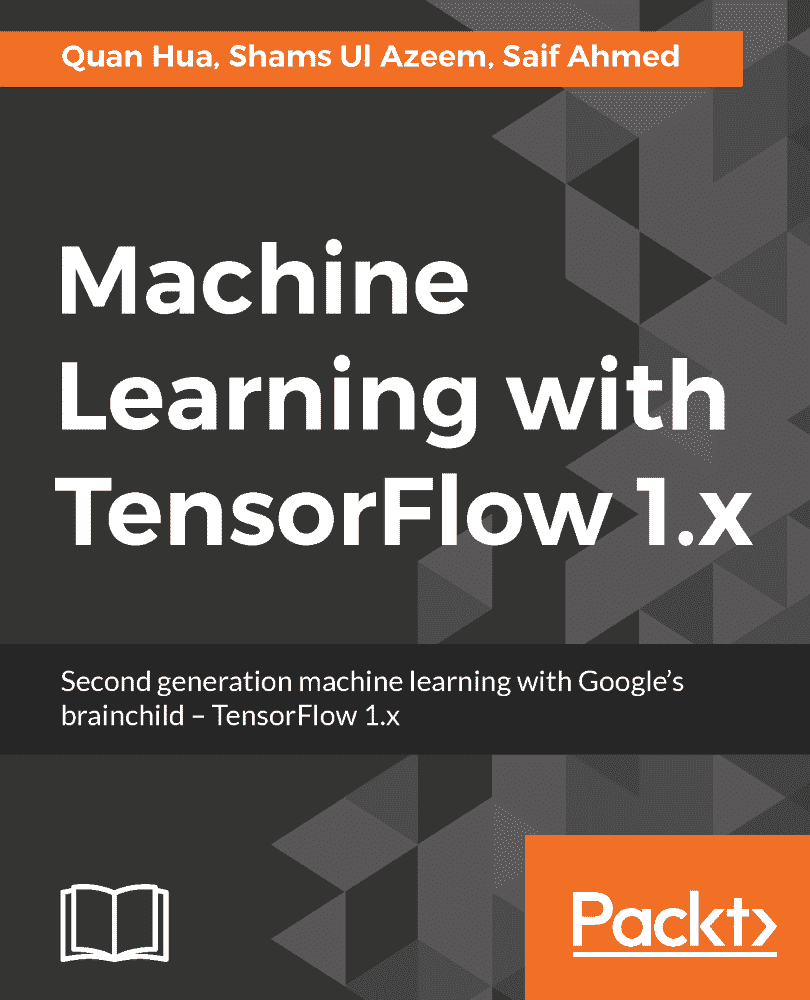 Quan Hua, Shams Ul Azeem, Saif Ahmed
Machine
Learning with
TensorFlow 1.x
Second generation machine learning with Google’s
brainchild – TensorFlow 1.x
Packt>